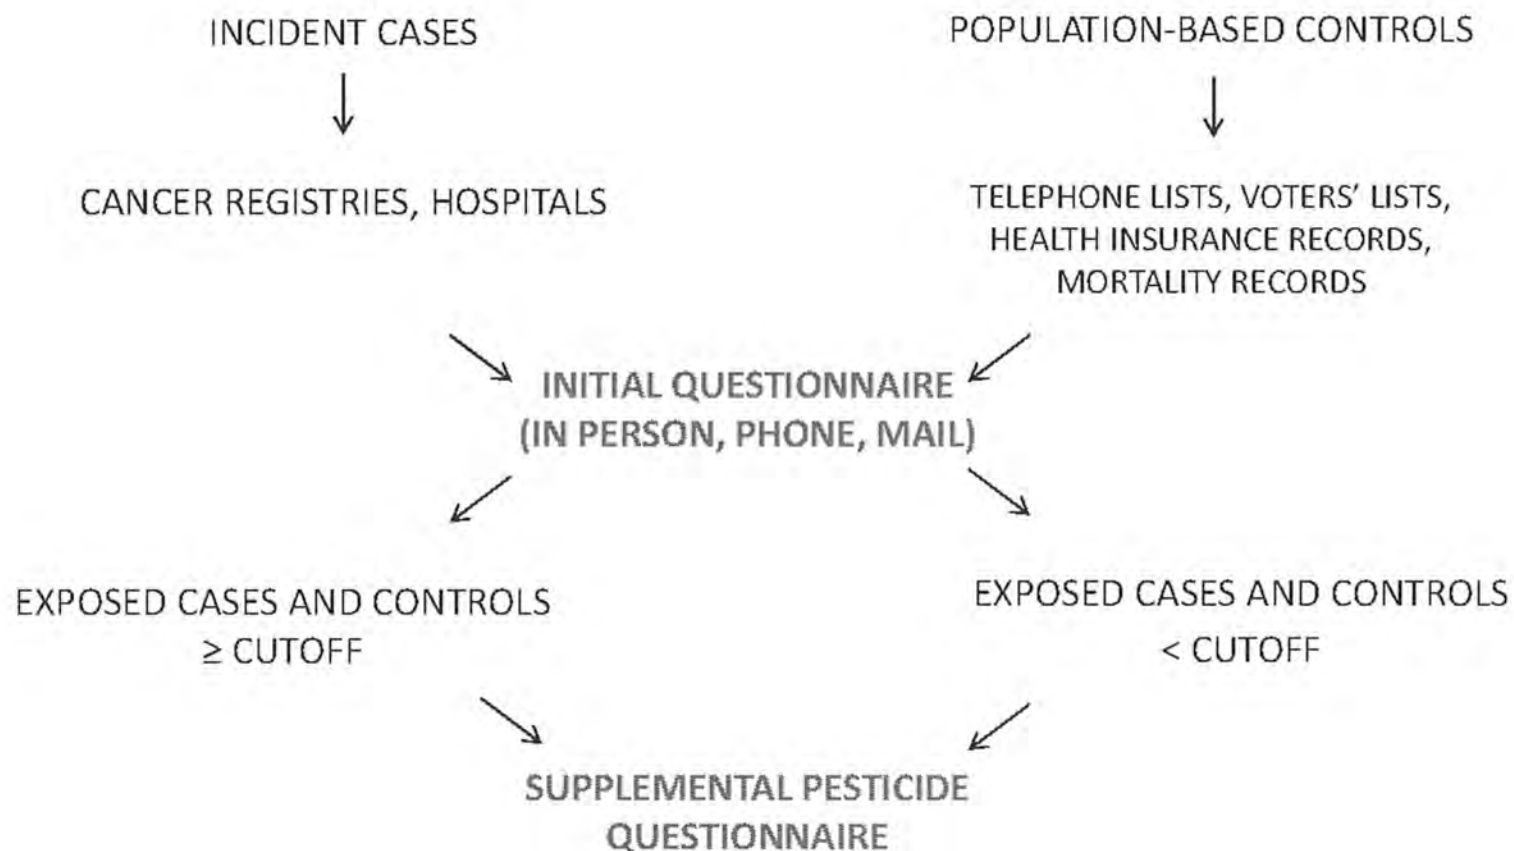 INCIDENT CASES
POPULATION-BASED CONTROLS
CANCER REGISTRIES, HOSPITALS
TELEPHONE LISTS, VOTERS' LISTS,
HEALTH INSURANCE RECORDS,
MORTALITY RECORDS
INITIAL QUESTIONNAIRE
(IN PERSON, PHONE, MAIL)
EXPOSED CASES AND CONTROLS
≥ CUTOFF
EXPOSED CASES AND CONTROLS
< CUTOFF
SUPPLEMENTAL PESTICIDE
QUESTIONNAIRE